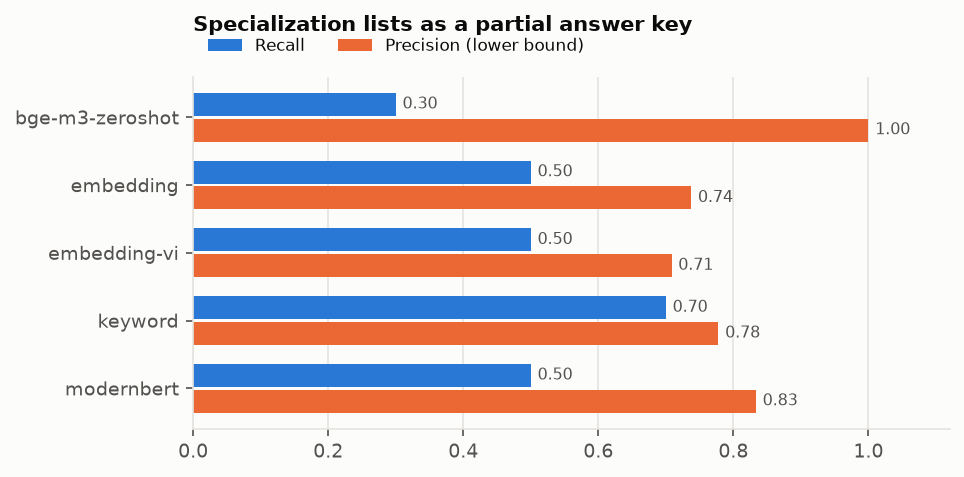 Specialization lists as a partial answer key
Recall Precision (lower bound)
bge-m3-zeroshot 0.30
1.00
embedding 0.50
0.74
embedding-vi 0.50
0.71
keyword 0.70
0.78
modernbert 0.50
0.83
0.0 0.2 0.4 0.6 0.8 1.0